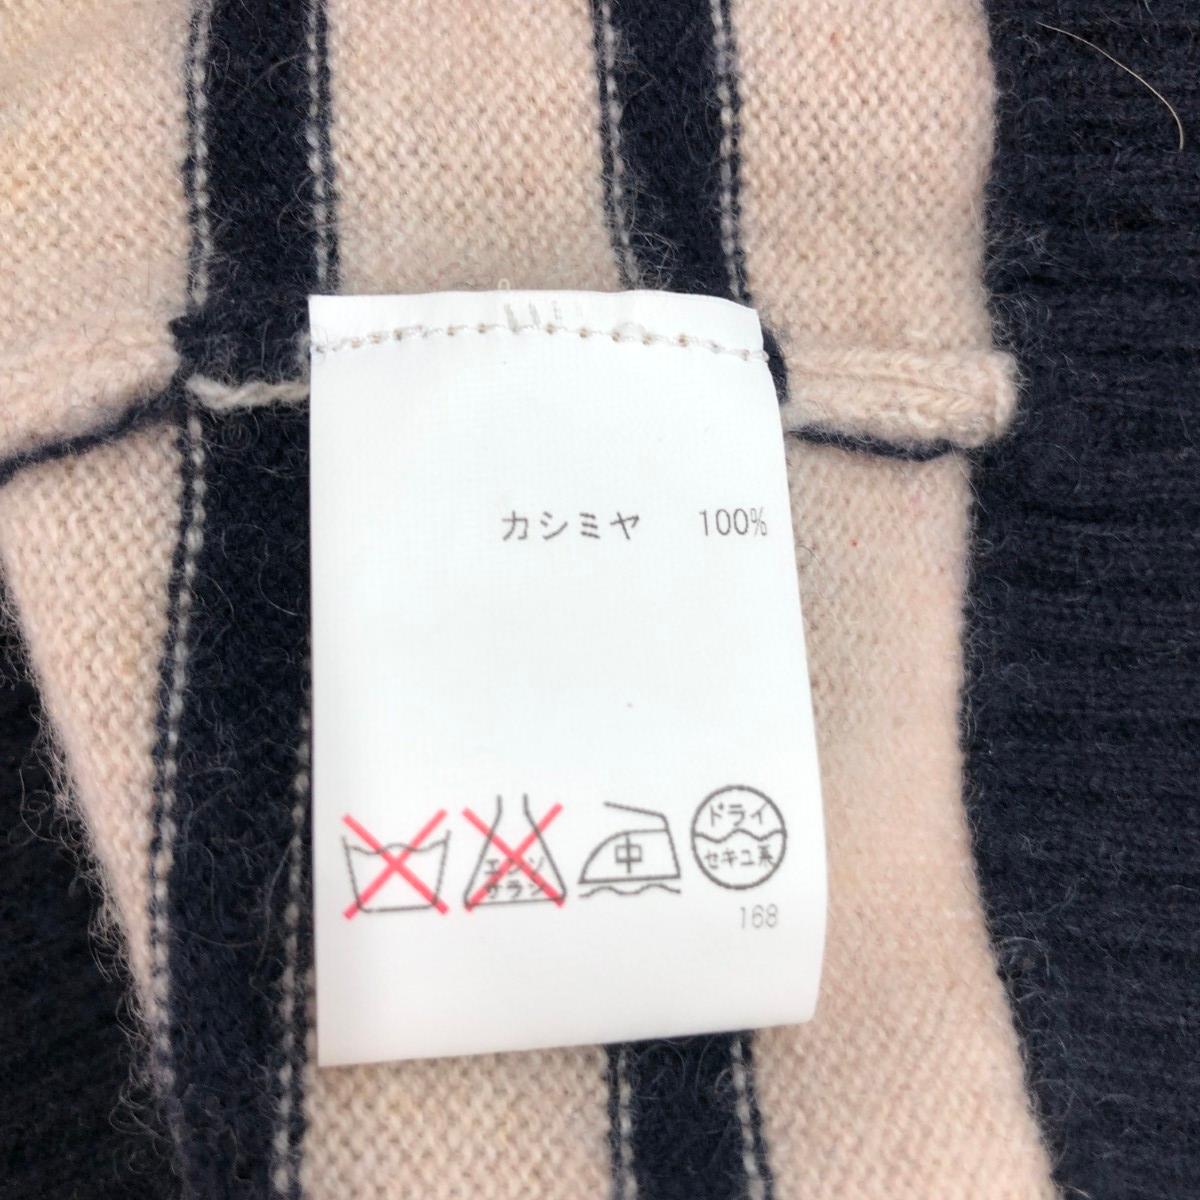 カシミヤ 100%
エンソ
サラシ
中
ドライ
セキユ系
168